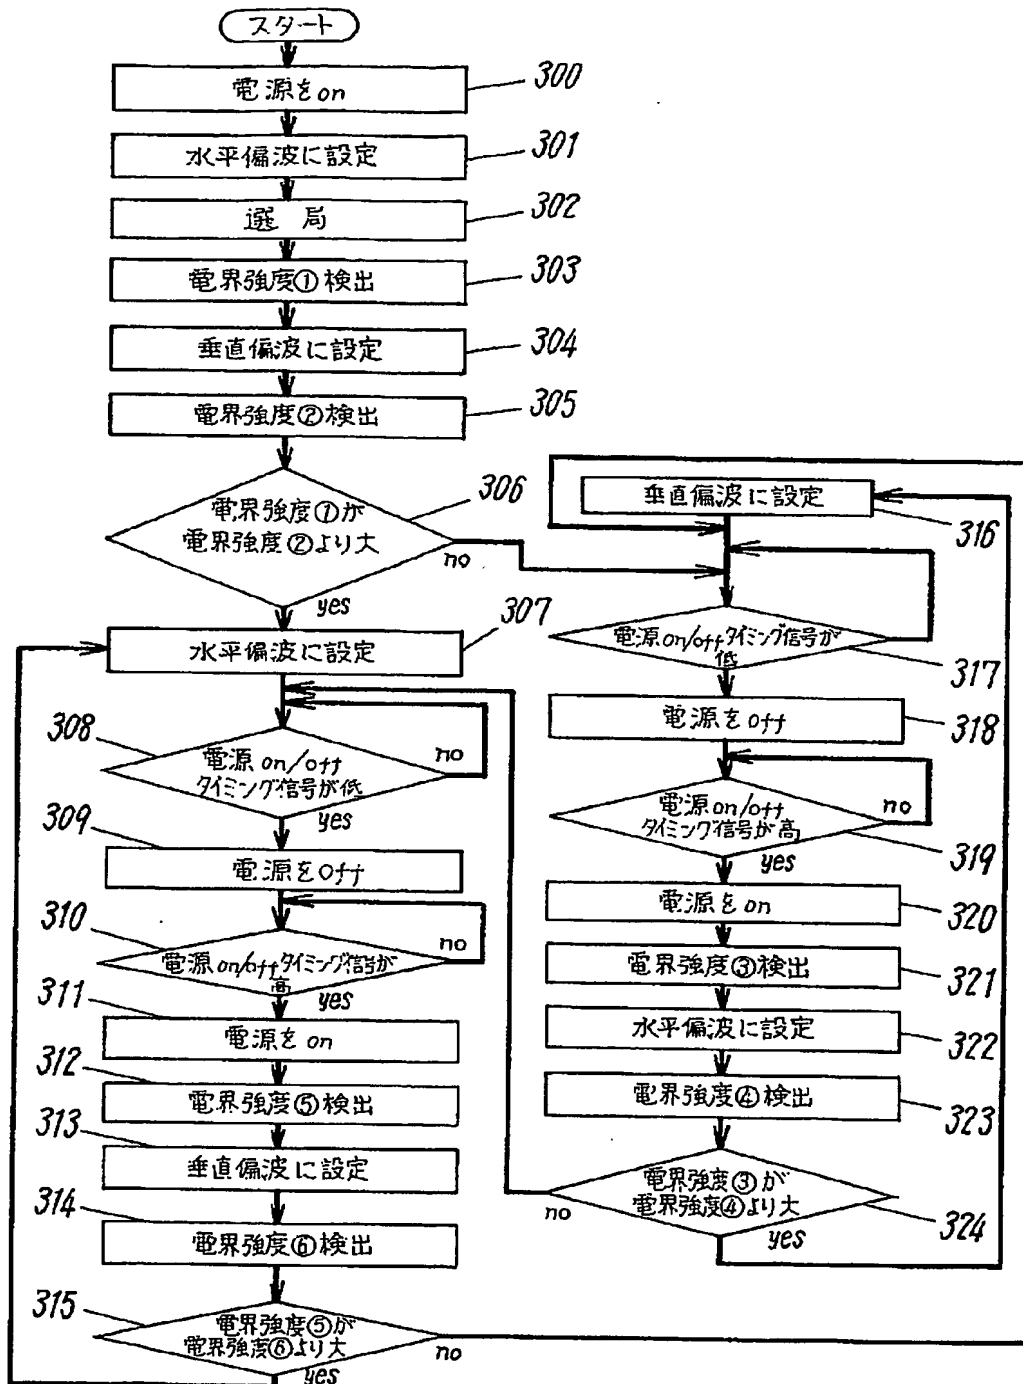 スタート
電源をon
300
水平偏波に設定
301
選局
302
電界強度①検出
303
垂直偏波に設定
304
電界強度②検出
305
電界強度①が
電界強度②より大
306
no
yes
水平偏波に設定
307
308
電源on/off
タイミング信号が低
no
yes
309
電源をoff
310
電源on/offタイミング信号が
高
no
yes
311
電源をon
312
電界強度⑤検出
313
垂直偏波に設定
314
電界強度⑥検出
315
電界強度⑤が
電界強度⑥より大
no
yes
垂直偏波に設定
316
電源on/offタイミング信号が
低
317
電源をoff
318
電源on/off
タイミング信号が高
no
319
yes
電源をon
320
電界強度③検出
321
水平偏波に設定
322
電界強度④検出
323
電界強度③が
電界強度④より大
no
324
yes